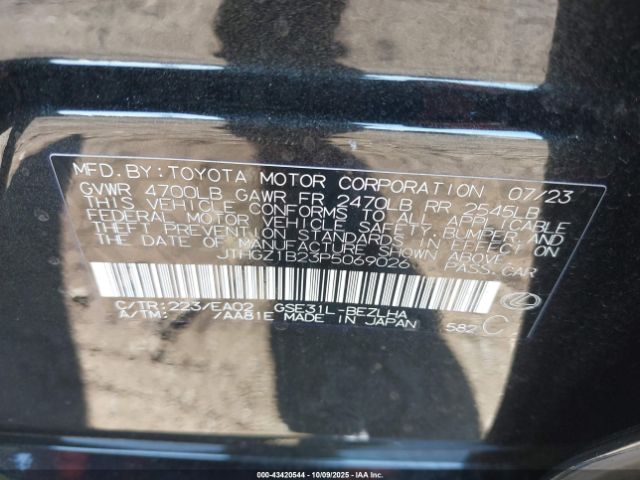 MFD. BY: TOYOTA MOTOR CORPORATION 07/23
GVWR 4700LB GAWR FR 2470LB RR 2545LB
THIS VEHICLE CONFORMS TO ALL APPLICABLE
FEDERAL MOTOR VEHICLE SAFETY, BUMPER, AND
THEFT PREVENTION STANDARDS IN EFFECT ON
THE DATE OF MANUFACTURE SHOWN ABOVE.
JTHGZ1B23P5069026 PASS. CAR
C/TR: 223/EA02 GSE31L-BEZLHA
A/TM: /AA81E MADE IN JAPAN 582 C
000-43420544 | 10/09/2025 | IAA Inc.